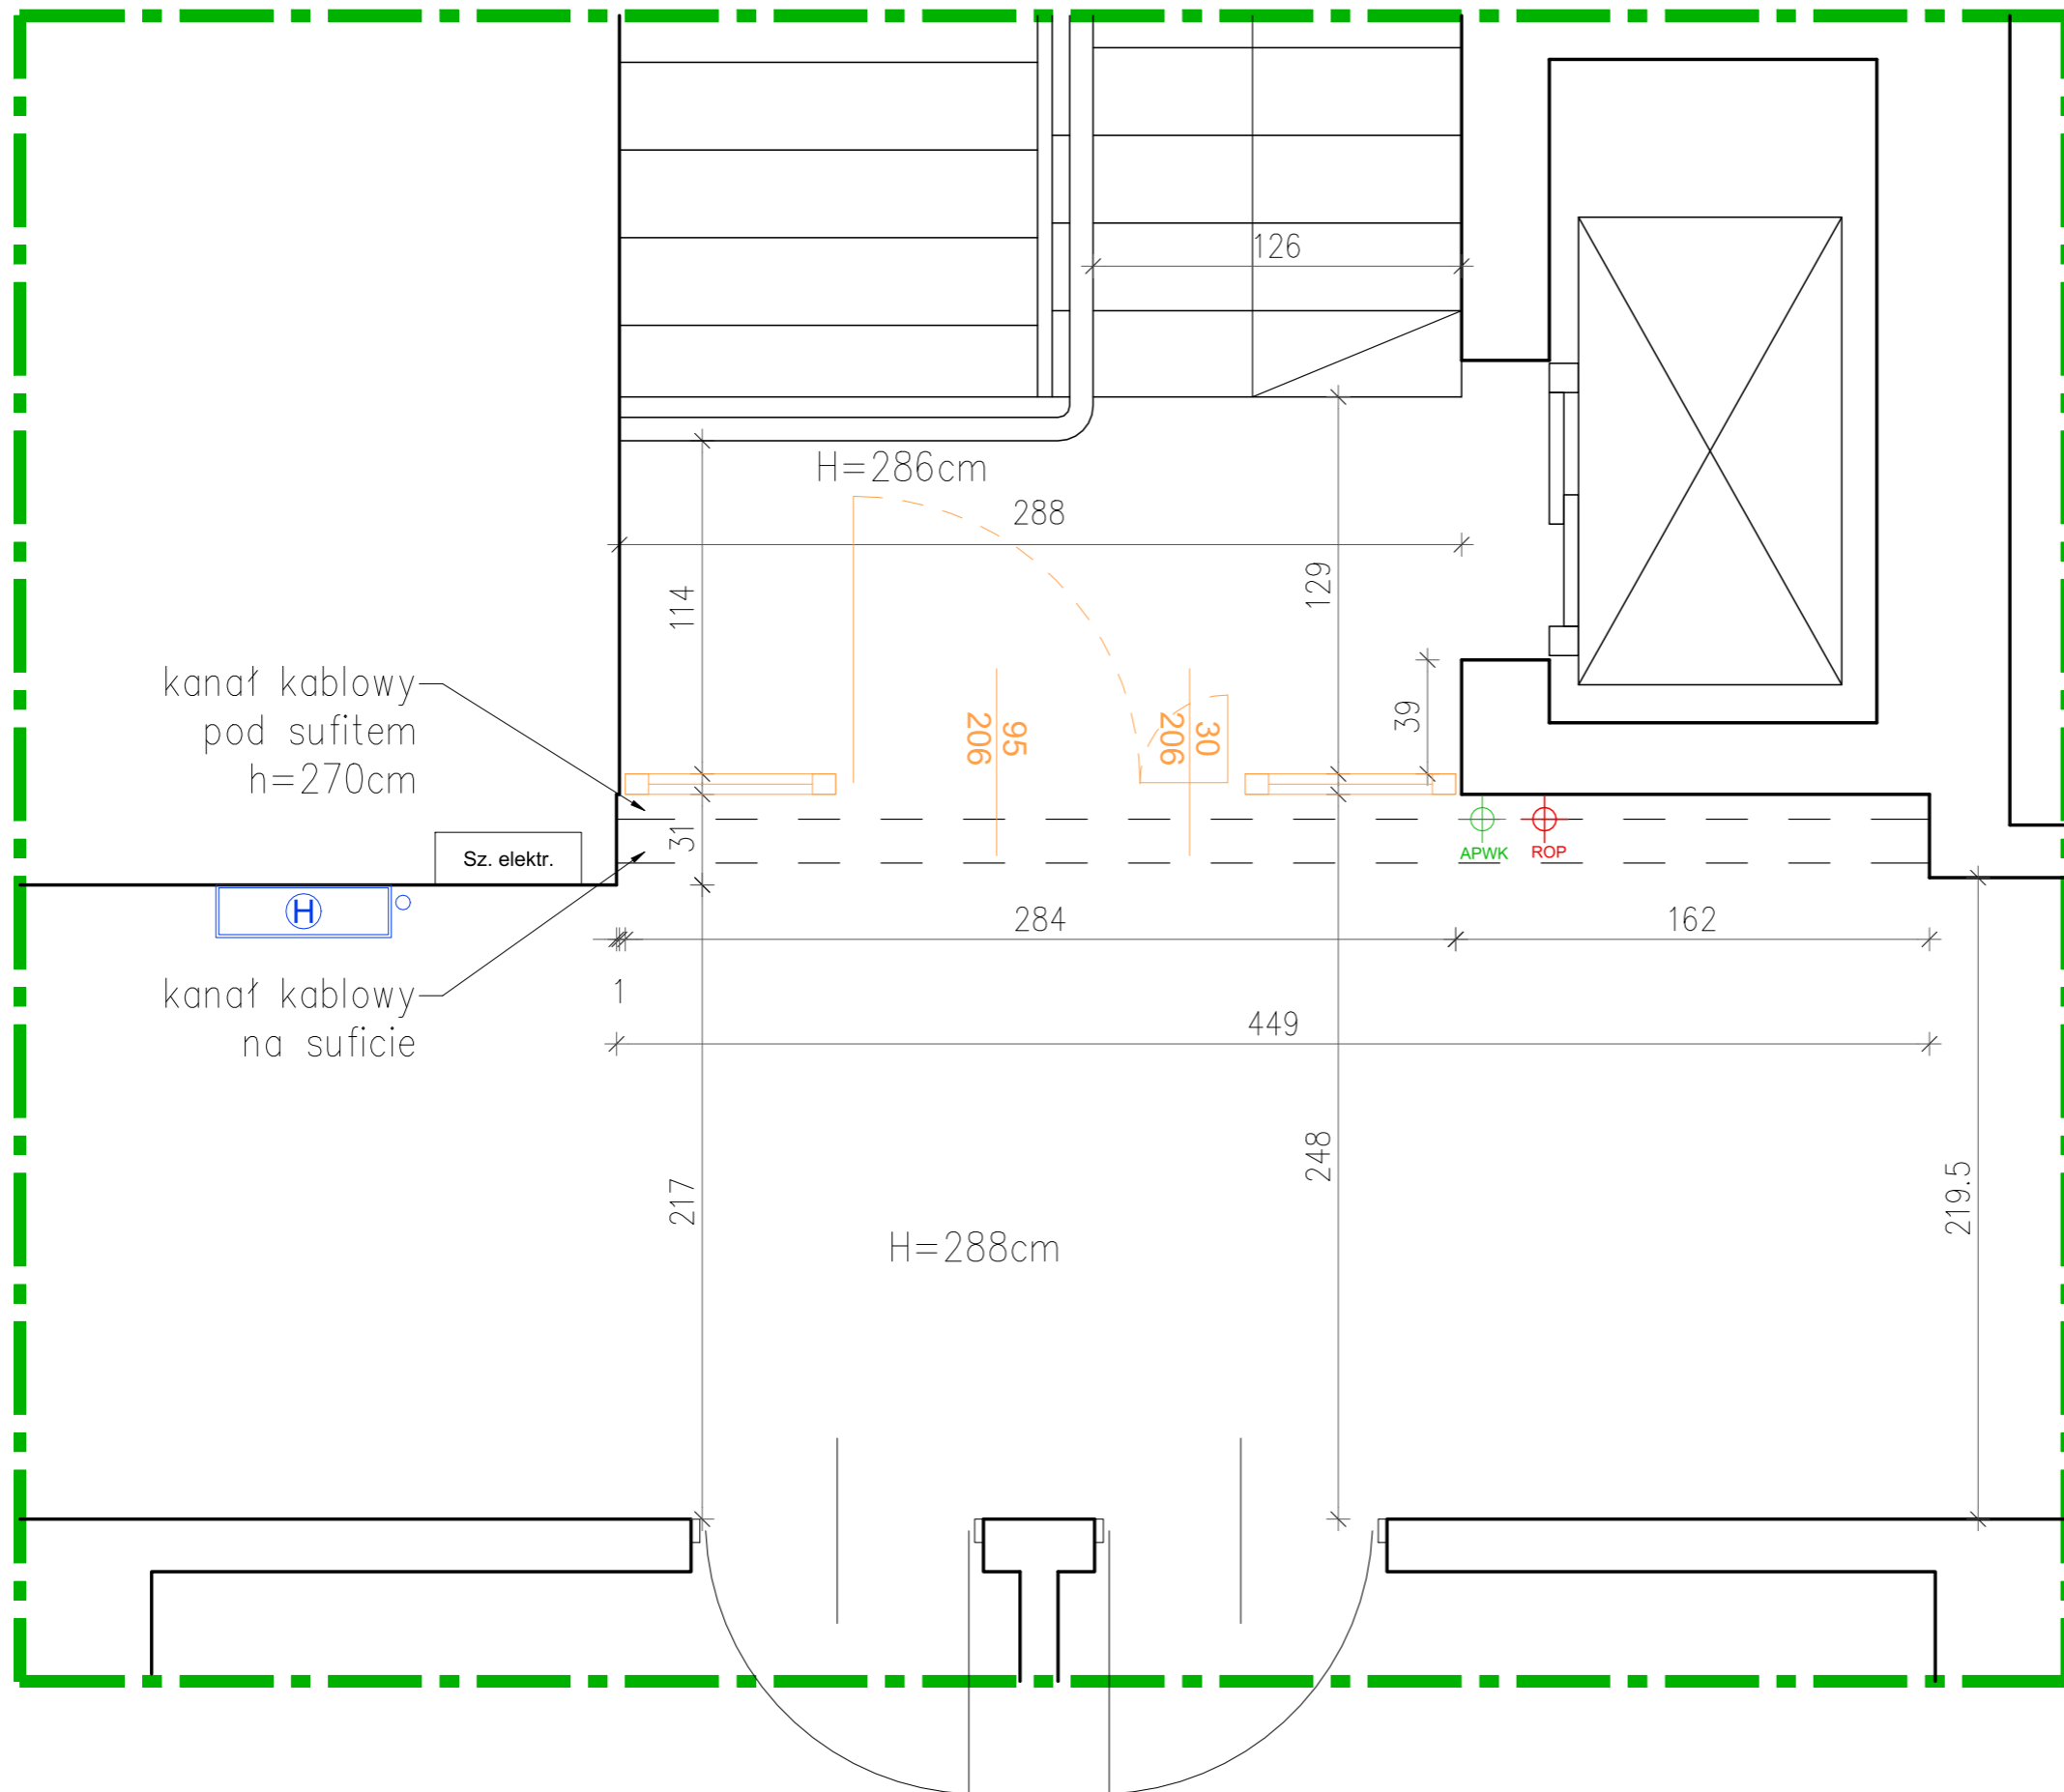 126
H=286cm
288
114
129
kanał kablowy
pod sufitem
h=270cm
39
95
206
30
206
31
Sz. elektr.
APWK
ROP
H
284
162
kanał kablowy
na suficie
1
449
217
248
219.5
H=288cm